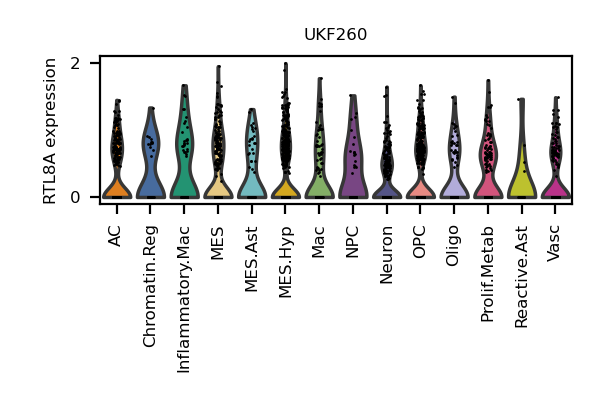 UKF260
RTL8A expression
2
0
AC
Chromatin.Reg
Inflammatory.Mac
MES
MES.Ast
MES.Hyp
Mac
NPC
Neuron
OPC
Oligo
Prolif.Metab
Reactive.Ast
Vasc